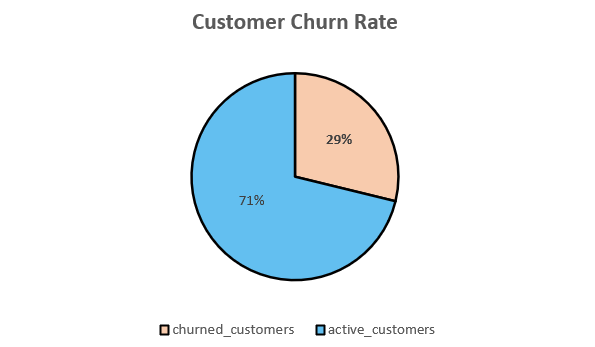 Customer Churn Rate
29%
71%
churned_customers active_customers